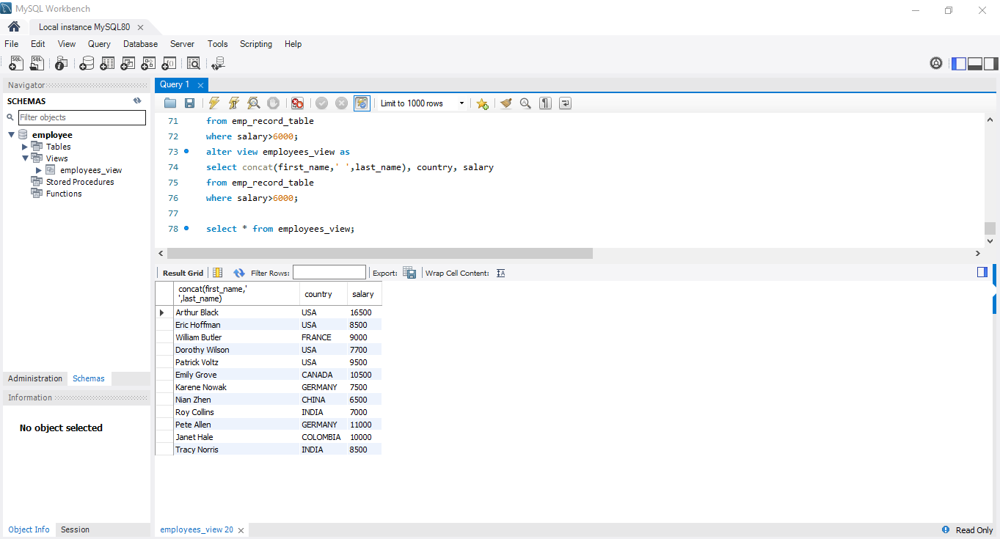 MySQL Workbench
Local instance MySQL80
File Edit View Query Database Server Tools Scripting Help
SQL SQL
Navigator
SCHEMAS
Filter objects
employee
Tables
Views
employees_view
Stored Procedures
Functions
Administration Schemas
Information
No object selected
Object Info Session
Query 1
Limit to 1000 rows
71 from emp_record_table
72 where salary>6000;
73 alter view employees_view as
74 select concat(first_name,' ',last_name), country, salary
75 from emp_record_table
76 where salary>6000;
77
78 select * from employees_view;
Result Grid Filter Rows: Export: Wrap Cell Content: IA
concat(first_name,'
',last_name) country salary
Arthur Black USA 16500
Eric Hoffman USA 8500
William Butler FRANCE 9000
Dorothy Wilson USA 7700
Patrick Voltz USA 9500
Emily Grove CANADA 10500
Karene Nowak GERMANY 7500
Nian Zhen CHINA 6500
Roy Collins INDIA 7000
Pete Allen GERMANY 11000
Janet Hale COLOMBIA 10000
Tracy Norris INDIA 8500
employees_view 20
Read Only